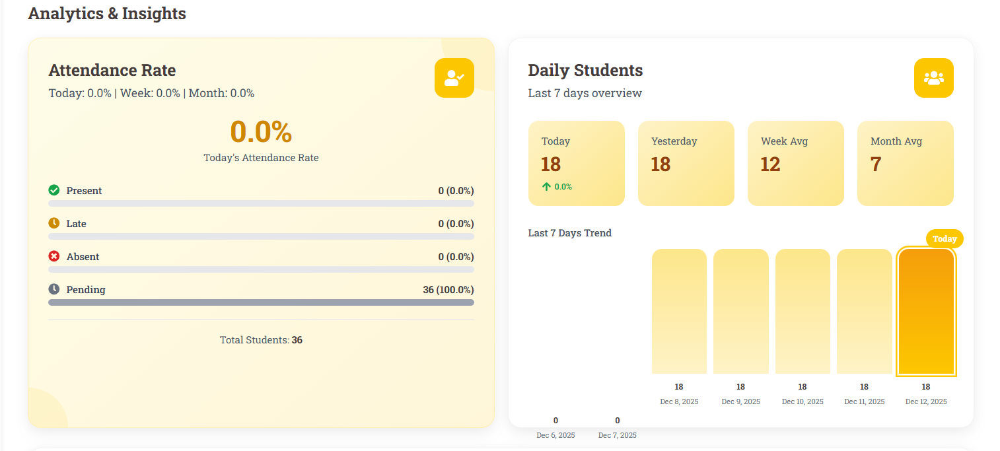 Analytics & Insights
Attendance Rate
Today: 0.0% | Week: 0.0% | Month: 0.0%
0.0%
Today's Attendance Rate
Present 0 (0.0%)
Late 0 (0.0%)
Absent 0 (0.0%)
Pending 36 (100.0%)
Total Students: 36
Daily Students
Last 7 days overview
Today
18
0.0%
Yesterday
18
Week Avg
12
Month Avg
7
Last 7 Days Trend
Today
18 18 18 18 18
Dec 8, 2025 Dec 9, 2025 Dec 10, 2025 Dec 11, 2025 Dec 12, 2025
0 0
Dec 6, 2025 Dec 7, 2025